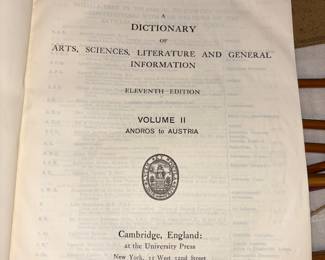 A
DICTIONARY
OF
ARTS, SCIENCES, LITERATURE AND GENERAL
INFORMATION
ELEVENTH EDITION
VOLUME II
ANDROS to AUSTRIA
Cambridge, England:
at the University Press
New York, 35 West 32nd Street